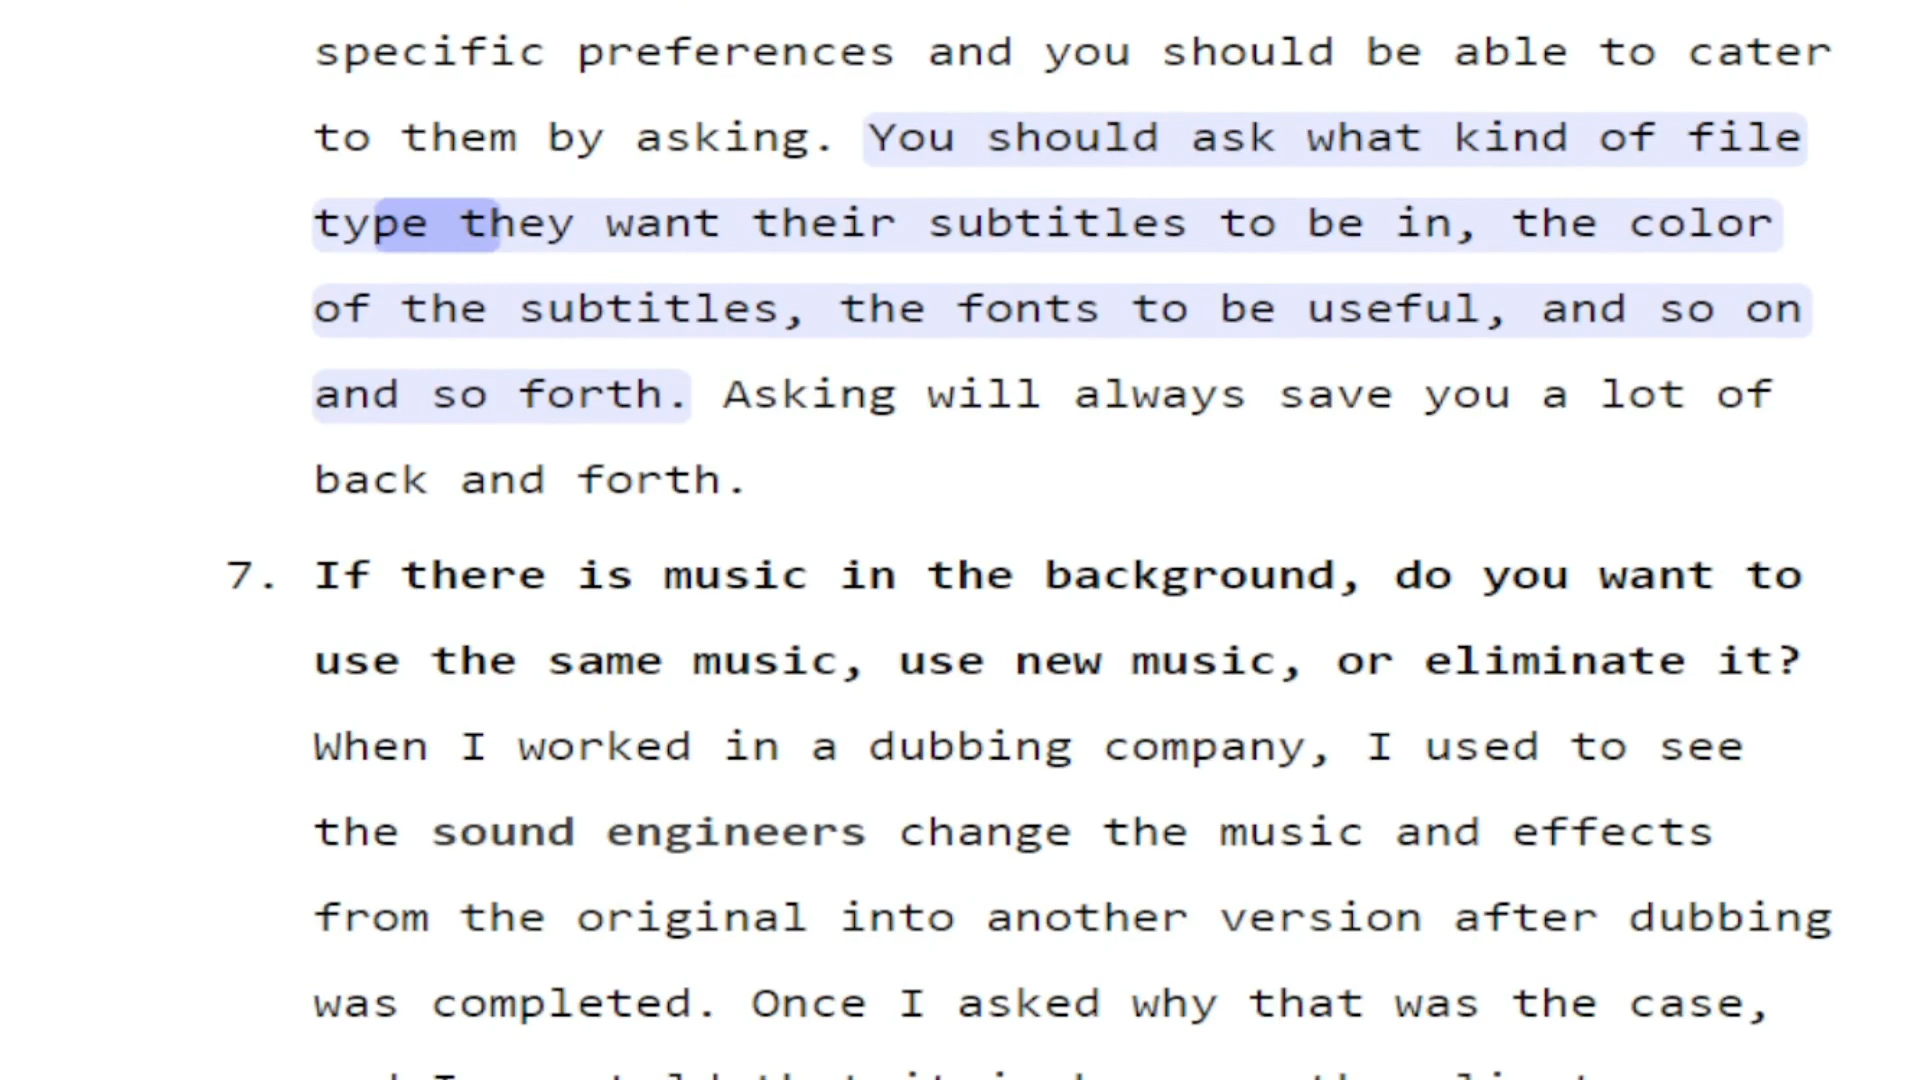 specific preferences and you should be able to cater
to them by asking. You should ask what kind of file
type they want their subtitles to be in, the color
of the subtitles, the fonts to be useful, and so on
and so forth. Asking will always save you a lot of
back and forth.
7. If there is music in the background, do you want to
use the same music, use new music, or eliminate it?
When I worked in a dubbing company, I used to see
the sound engineers change the music and effects
from the original into another version after dubbing
was completed. Once I asked why that was the case,